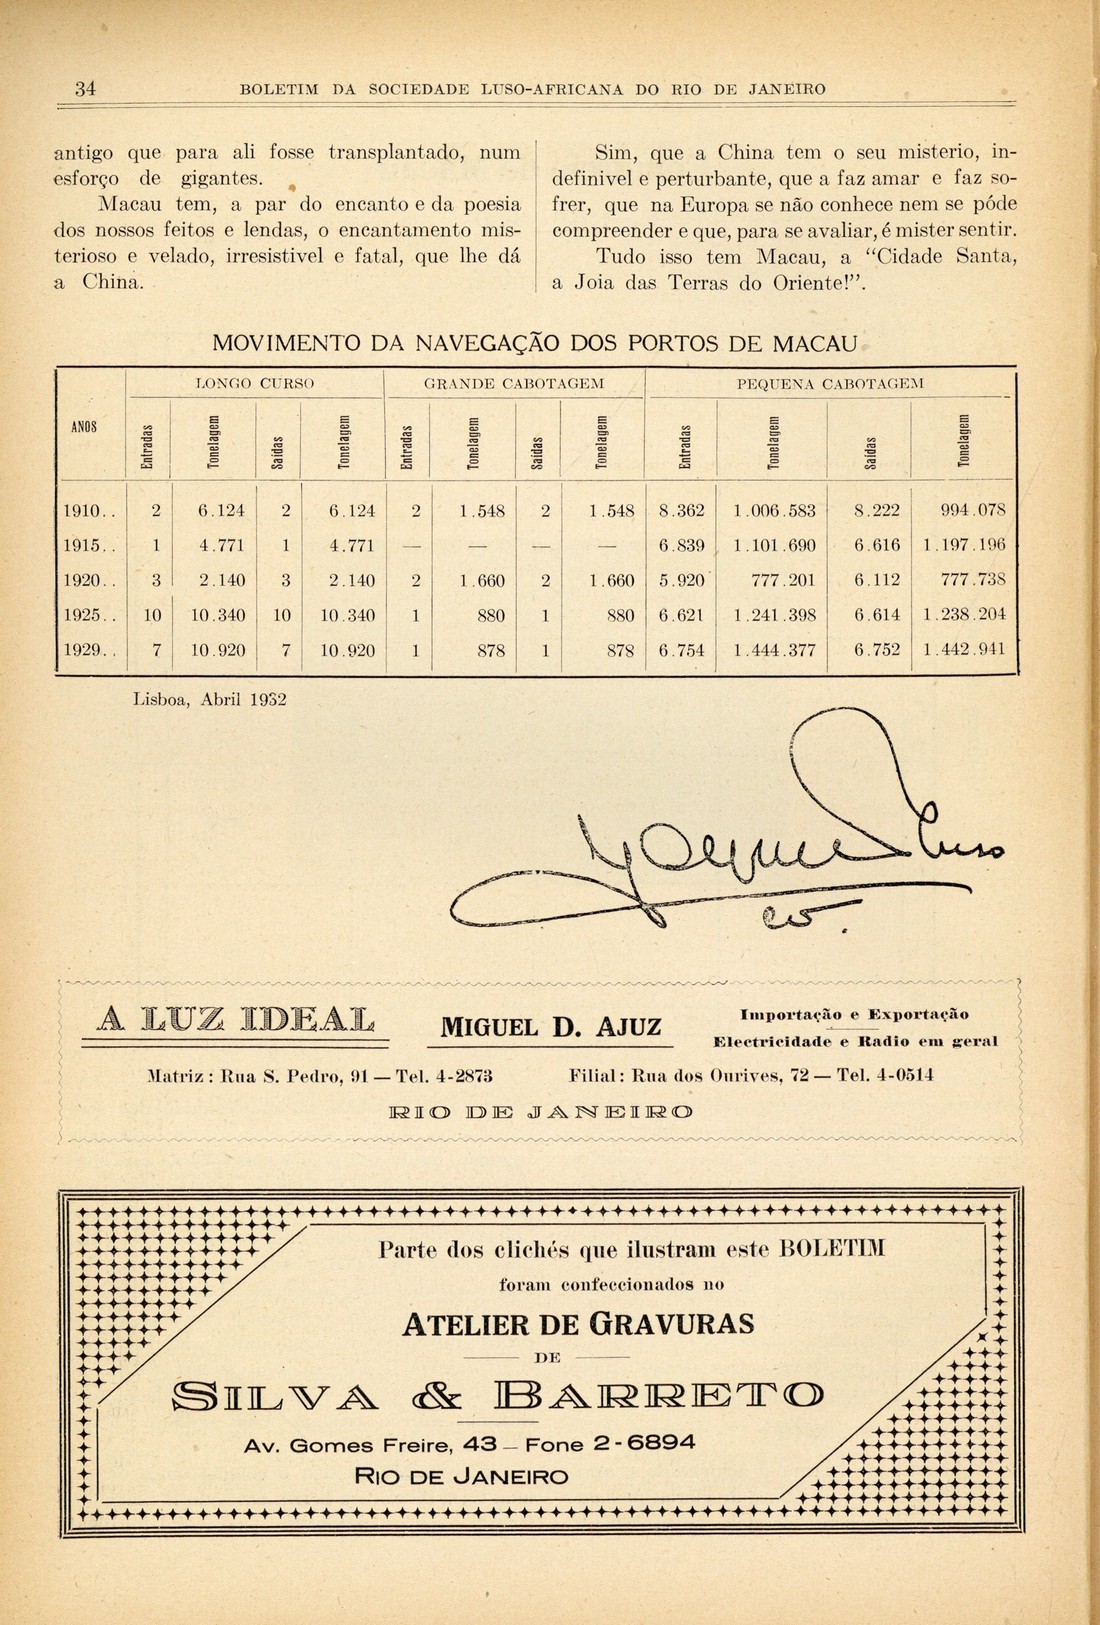 34
BOLETIM DA SOCIEDADE LUSO-AFRICANA DO RIO DE JANEIRO
antigo que para ali fosse transplantado, num
esforço de gigantes.
Macau tem, a par do encanto e da poesia
dos nossos feitos e lendas, o encantamento mis-
terioso e velado, irresistivel e fatal, que lhe dá
a China.
Sim, que a China tem o seu misterio, in-
definivel e perturbante, que a faz amar e faz so-
frer, que na Europa se não conhece nem se póde
compreender e que, para se avaliar, é mister sentir.
Tudo isso tem Macau, a “Cidade Santa,
a Joia das Terras do Oriente!”.
MOVIMENTO DA NAVEGAÇÃO DOS PORTOS DE MACAU
ANOS LONGO CURSO GRANDE CABOTAGEM PEQUENA CABOTAGEM
Entradas Tonelagem Saidas Tonelagem Entradas Tonelagem Saidas Tonelagem Entradas Tonelagem Saidas Tonelagem
1910.. 2 6.124 2 6.124 2 1.548 2 1.548 8.362 1.006.583 8.222 994.078
1915.. 1 4.771 1 4.771 — — — — 6.839 1.101.690 6.616 1.197.196
1920.. 3 2.140 3 2.140 2 1.660 2 1.660 5.920 777.201 6.112 777.738
1925.. 10 10.340 10 10.340 1 880 1 880 6.621 1.241.398 6.614 1.238.204
1929.. 7 10.920 7 10.920 1 878 1 878 6.754 1.444.377 6.752 1.442.941
Lisboa, Abril 1932
A LUZ IDEAL
MIGUEL D. AJUZ
Importação e Exportação
Electricidade e Radio em geral
Matriz: Rua S. Pedro, 91 — Tel. 4-2873
Filial: Rua dos Ourives, 72 — Tel. 4-0514
RIO DE JANEIRO
Parte dos clichés que ilustram este BOLETIM
foram confeccionados no
ATELIER DE GRAVURAS
DE
SILVA & BARRETO
Av. Gomes Freire, 43 – Fone 2-6894
RIO DE JANEIRO